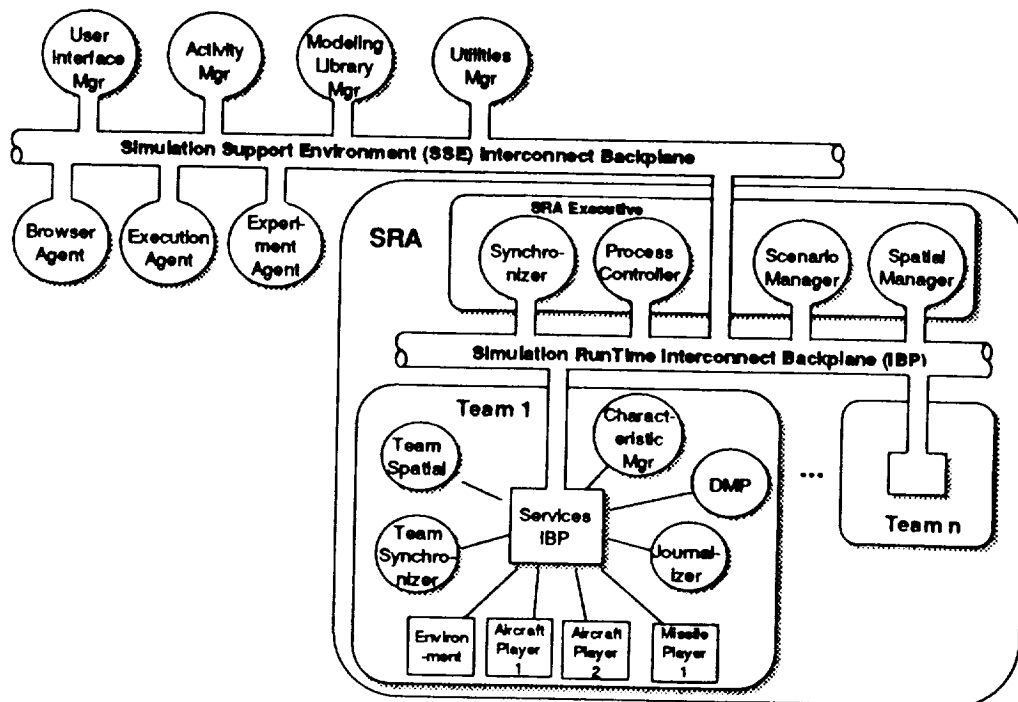 User
Interface
Mgr
Activity
Mgr
Modeling
Library
Mgr
Utilities
Mgr
Simulation Support Environment (SSE) Interconnect Backplane
Browser
Agent
Execution
Agent
Experi-
ment
Agent
SRA
SRA Executive
Synchro-
nizer
Process
Controller
Scenario
Manager
Spatial
Manager
Simulation RunTime Interconnect Backplane (IBP)
Team 1
Team
Spatial
Charact-
eristic
Mgr
DMP
Services
IBP
Team
Synchro-
nizer
Journal-
izer
Environ
-ment
Aircraft
Player
1
Aircraft
Player
2
Missile
Player
1
...
Team n